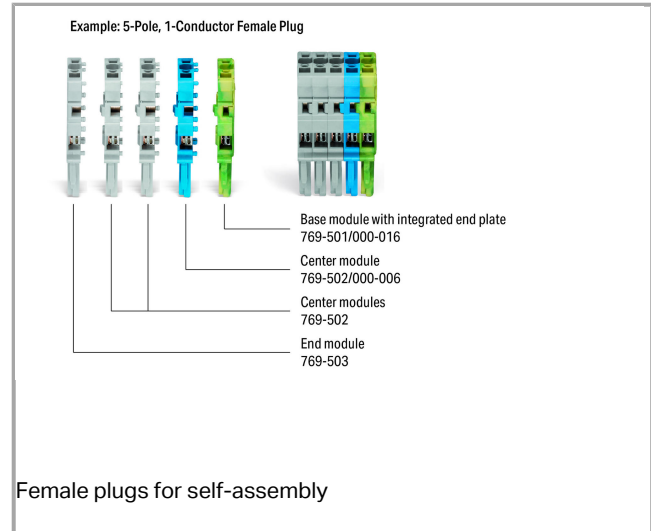 Example: 5-Pole, 1-Conductor Female Plug
Base module with integrated end plate
769-501/000-016
Center module
769-502/000-006
Center modules
769-502
End module
769-503
Female plugs for self-assembly